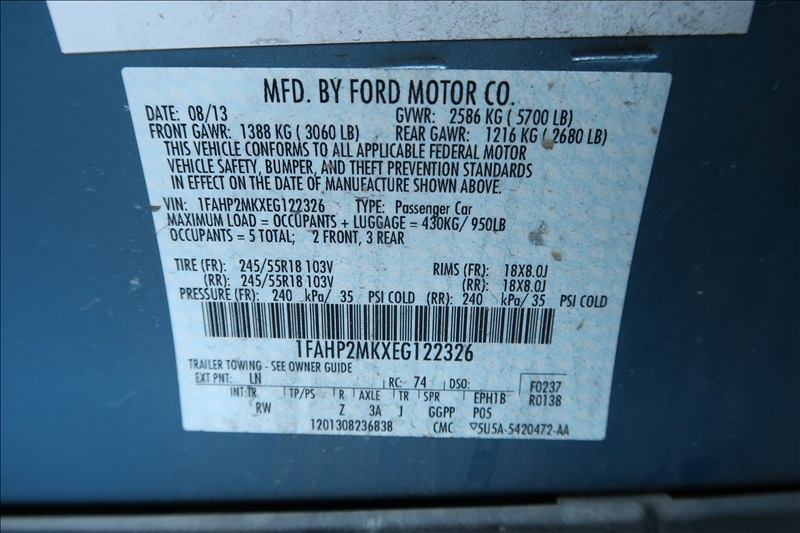 MFD. BY FORD MOTOR CO.
DATE: 08/13 GVWR: 2586 KG ( 5700 LB)
FRONT GAWR: 1388 KG ( 3060 LB) REAR GAWR: 1216 KG ( 2680 LB)
THIS VEHICLE CONFORMS TO ALL APPLICABLE FEDERAL MOTOR
VEHICLE SAFETY, BUMPER, AND THEFT PREVENTION STANDARDS
IN EFFECT ON THE DATE OF MANUFACTURE SHOWN ABOVE.
VIN: 1FAHP2MKXEG122326 TYPE: Passenger Car
MAXIMUM LOAD = OCCUPANTS + LUGGAGE = 430KG/ 950LB
OCCUPANTS = 5 TOTAL; 2 FRONT, 3 REAR
TIRE (FR): 245/55R18 103V RIMS (FR): 18X8.0J
(RR): 245/55R18 103V (RR): 18X8.0J
PRESSURE (FR): 240 kPa/ 35 PSI COLD (RR): 240 kPa/ 35 PSI COLD
1FAHP2MKXEG122326
TRAILER TOWING - SEE OWNER GUIDE
EXT PNT: LN RC: 74 DSO: F0237
INT TR TP/PS R AXLE TR SPR EPH1B R0138
RW Z 3A J GGPP P05
1201308236838 CMC ▽5U5A-5420472-AA